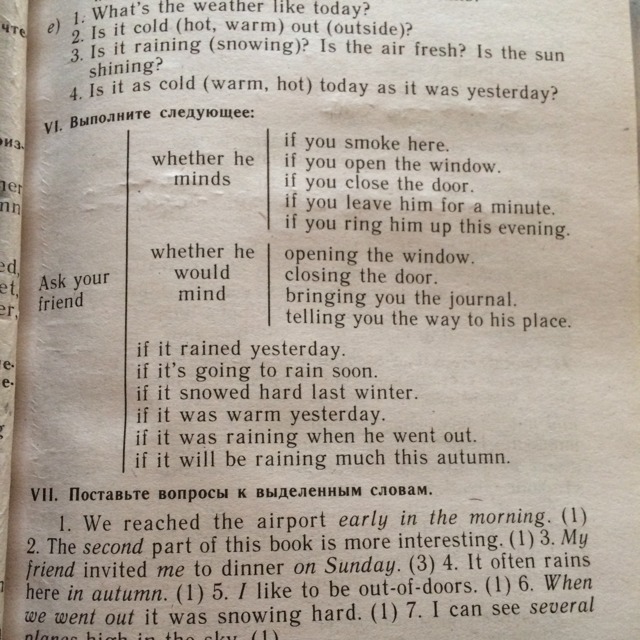 чте
е) 1. What's the weather like today?
2. Is it cold (hot, warm) out (outside)?
3. Is it raining (snowing)? Is the air fresh? Is the sun
shining?
4. Is it as cold (warm, hot) today as it was yesterday?
VI. Выполните следующее:
Ask your
friend
whether he
minds
if you smoke here.
if you open the window.
if you close the door.
if you leave him for a minute.
if you ring him up this evening.
whether he
would
mind
opening the window.
closing the door.
bringing you the journal.
telling you the way to his place.
if it rained yesterday.
if it's going to rain soon.
if it snowed hard last winter.
if it was warm yesterday.
if it was raining when he went out.
if it will be raining much this autumn.
VII. Поставьте вопросы к выделенным словам.
1. We reached the airport early in the morning. (1)
2. The second part of this book is more interesting. (1) 3. My
friend invited me to dinner on Sunday. (3) 4. It often rains
here in autumn. (1) 5. I like to be out-of-doors. (1) 6. When
we went out it was snowing hard. (1) 7. I can see several
planes high in the sky. (1)